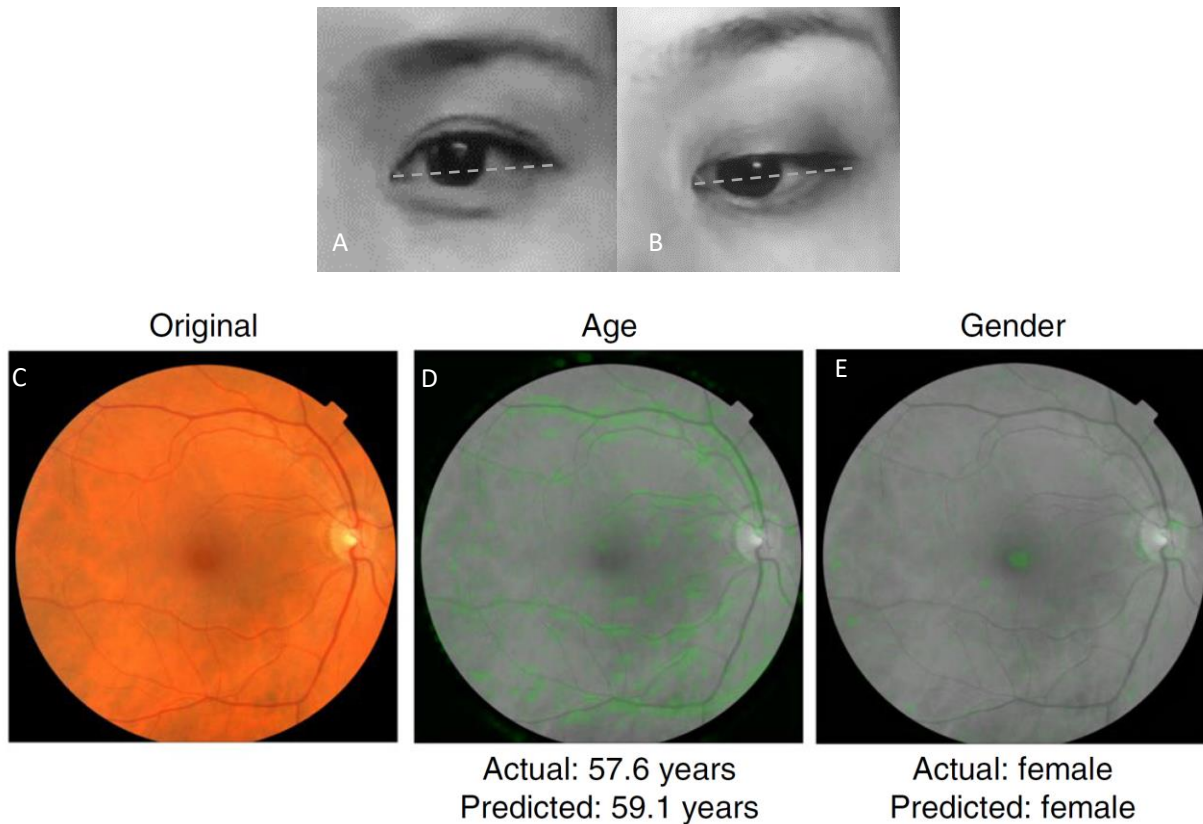 A
B
Original
Age
Gender
C
D
E
Actual: 57.6 years
Predicted: 59.1 years
Actual: female
Predicted: female